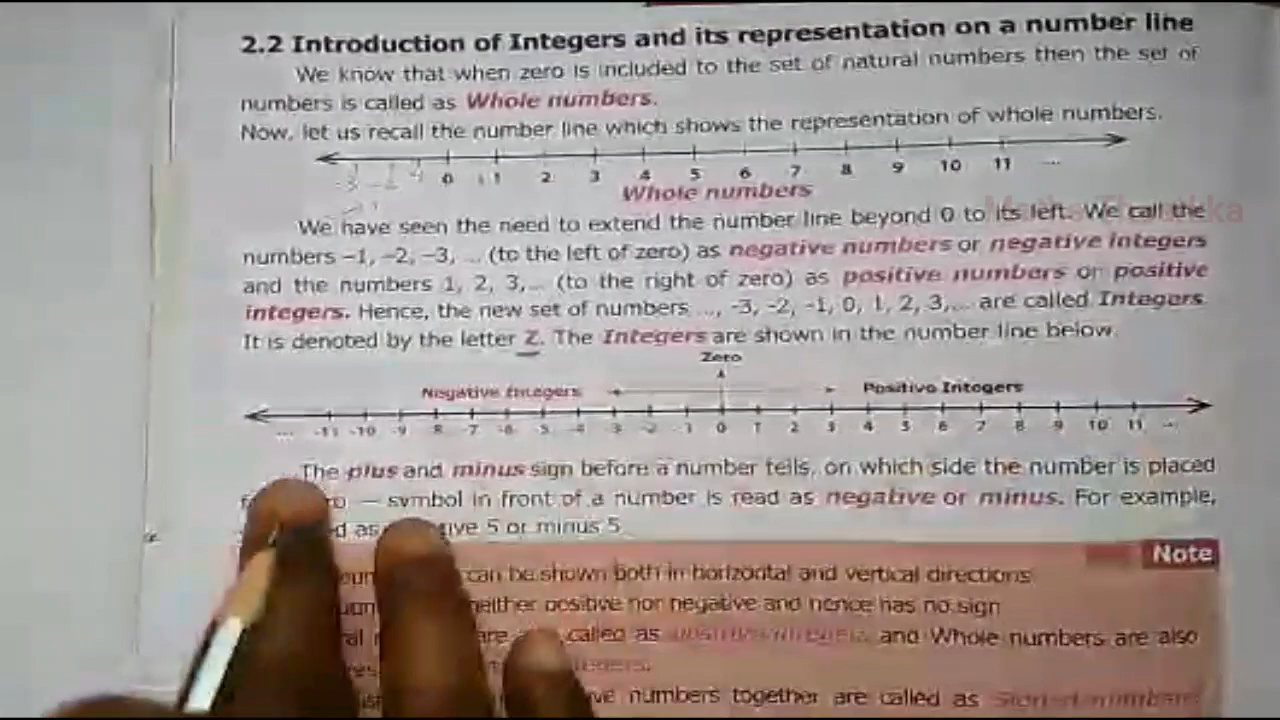 2.2 Introduction of Integers and its representation on a number line
We know that when zero is included to the set of natural numbers then the set of
numbers is called as Whole numbers.
Now, let us recall the number line which shows the representation of whole numbers.
0 1 2 3 4 5 6 7 8 9 10 11 ...
Whole numbers
We have seen the need to extend the number line beyond 0 to its left. We call the
numbers −1, −2, −3, ... (to the left of zero) as negative numbers or negative integers
and the numbers 1, 2, 3,... (to the right of zero) as positive numbers or positive
integers. Hence, the new set of numbers ..., -3, -2, -1, 0, 1, 2, 3,... are called Integers.
It is denoted by the letter Z. The Integers are shown in the number line below.
Zero
Negative Integers Positive Integers
... -11 -10 -9 -8 -7 -6 -5 -4 -3 -2 -1 0 1 2 3 4 5 6 7 8 9 10 11 ...
The plus and minus sign before a number tells, on which side the number is placed
— symbol in front of a number is read as negative or minus. For example,
as 5 or minus 5.
Note
can be shown both in horizontal and vertical directions
neither positive nor negative and hence has no sign
are called as and Whole numbers are also
numbers together are called as